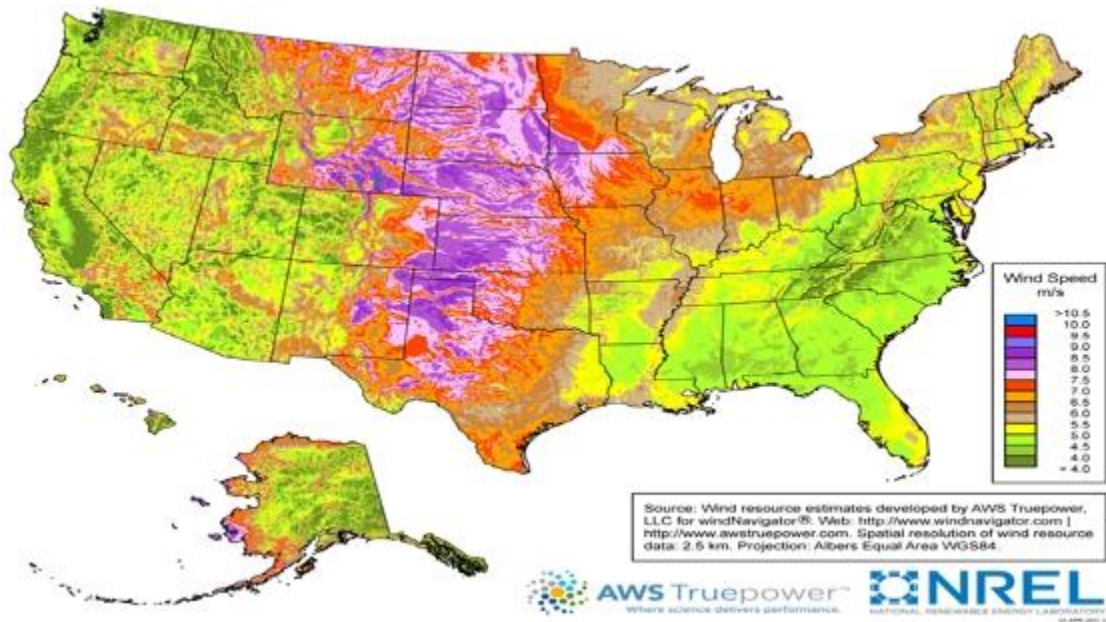 Wind Speed
m/s
>10.5
10.0
9.5
9.0
8.5
8.0
7.5
7.0
6.5
6.0
5.5
5.0
4.5
4.0
< 4.0
Source: Wind resource estimates developed by AWS Truepower,
LLC for windNavigator®. Web: http://www.windnavigator.com |
http://www.awstruepower.com. Spatial resolution of wind resource
data: 2.5 km. Projection: Albers Equal Area WGS84.
AWS Truepower™
Where science delivers performance.
NREL
NATIONAL RENEWABLE ENERGY LABORATORY